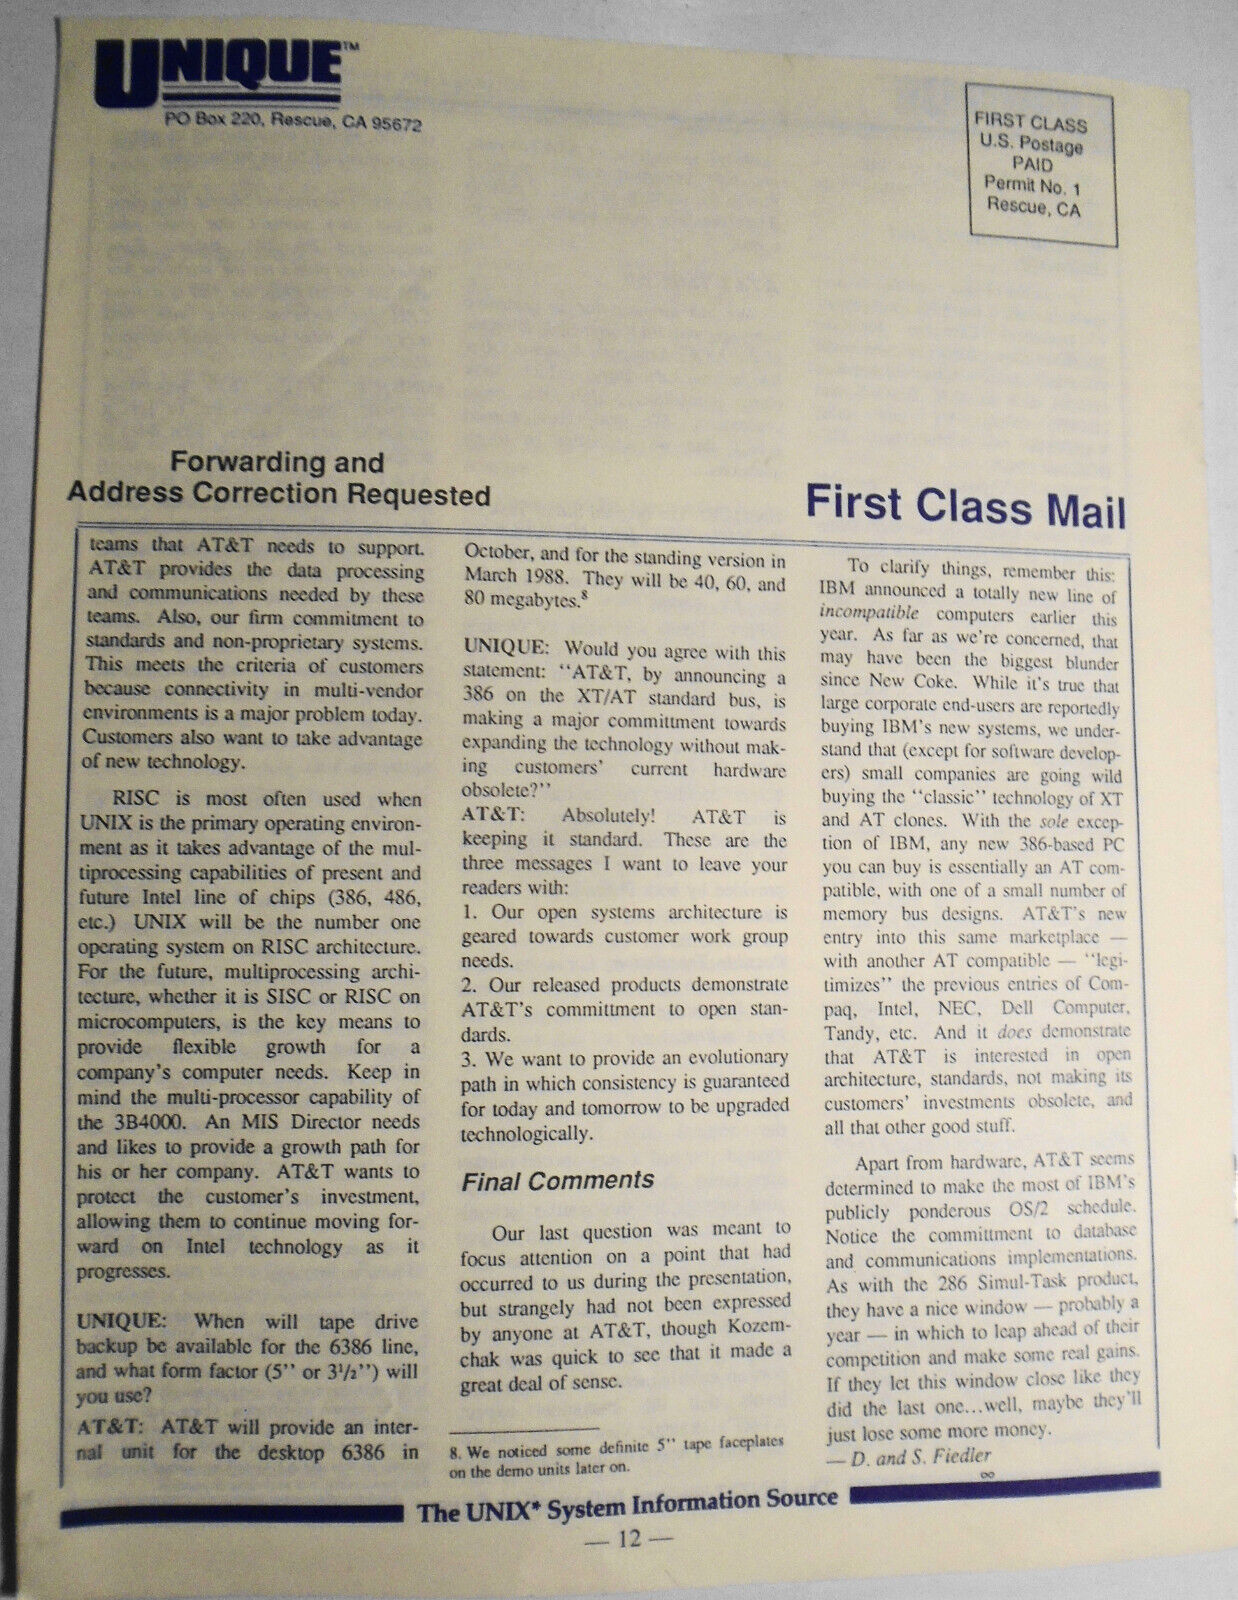 UNIQUE™
PO Box 220, Rescue, CA 95672
FIRST CLASS
U.S. Postage
PAID
Permit No. 1
Rescue, CA
Forwarding and
Address Correction Requested
First Class Mail
teams that AT&T needs to support.
AT&T provides the data processing
and communications needed by these
teams. Also, our firm commitment to
standards and non-proprietary systems.
This meets the criteria of customers
because connectivity in multi-vendor
environments is a major problem today.
Customers also want to take advantage
of new technology.
RISC is most often used when
UNIX is the primary operating environ-
ment as it takes advantage of the mul-
tiprocessing capabilities of present and
future Intel line of chips (386, 486,
etc.) UNIX will be the number one
operating system on RISC architecture.
For the future, multiprocessing archi-
tecture, whether it is SISC or RISC on
microcomputers, is the key means to
provide flexible growth for a
company's computer needs. Keep in
mind the multi-processor capability of
the 3B4000. An MIS Director needs
and likes to provide a growth path for
his or her company. AT&T wants to
protect the customer's investment,
allowing them to continue moving for-
ward on Intel technology as it
progresses.
UNIQUE: When will tape drive
backup be available for the 6386 line,
and what form factor (5'' or 3¹/₂'') will
you use?
AT&T: AT&T will provide an inter-
nal unit for the desktop 6386 in
October, and for the standing version in
March 1988. They will be 40, 60, and
80 megabytes.⁸
UNIQUE: Would you agree with this
statement: ''AT&T, by announcing a
386 on the XT/AT standard bus, is
making a major committment towards
expanding the technology without mak-
ing customers' current hardware
obsolete?''
AT&T: Absolutely! AT&T is
keeping it standard. These are the
three messages I want to leave your
readers with:
1. Our open systems architecture is
geared towards customer work group
needs.
2. Our released products demonstrate
AT&T's committment to open stan-
dards.
3. We want to provide an evolutionary
path in which consistency is guaranteed
for today and tomorrow to be upgraded
technologically.
Final Comments
Our last question was meant to
focus attention on a point that had
occurred to us during the presentation,
but strangely had not been expressed
by anyone at AT&T, though Kozem-
chak was quick to see that it made a
great deal of sense.
8. We noticed some definite 5'' tape faceplates
on the demo units later on.
To clarify things, remember this:
IBM announced a totally new line of
incompatible computers earlier this
year. As far as we're concerned, that
may have been the biggest blunder
since New Coke. While it's true that
large corporate end-users are reportedly
buying IBM's new systems, we under-
stand that (except for software develop-
ers) small companies are going wild
buying the ''classic'' technology of XT
and AT clones. With the sole excep-
tion of IBM, any new 386-based PC
you can buy is essentially an AT com-
patible, with one of a small number of
memory bus designs. AT&T's new
entry into this same marketplace —
with another AT compatible — ''legi-
timizes'' the previous entries of Com-
paq, Intel, NEC, Dell Computer,
Tandy, etc. And it does demonstrate
that AT&T is interested in open
architecture, standards, not making its
customers' investments obsolete, and
all that other good stuff.
Apart from hardware, AT&T seems
determined to make the most of IBM's
publicly ponderous OS/2 schedule.
Notice the committment to database
and communications implementations.
As with the 286 Simul-Task product,
they have a nice window — probably a
year — in which to leap ahead of their
competition and make some real gains.
If they let this window close like they
did the last one...well, maybe they'll
just lose some more money.
— D. and S. Fiedler
∞
The UNIX* System Information Source
— 12 —